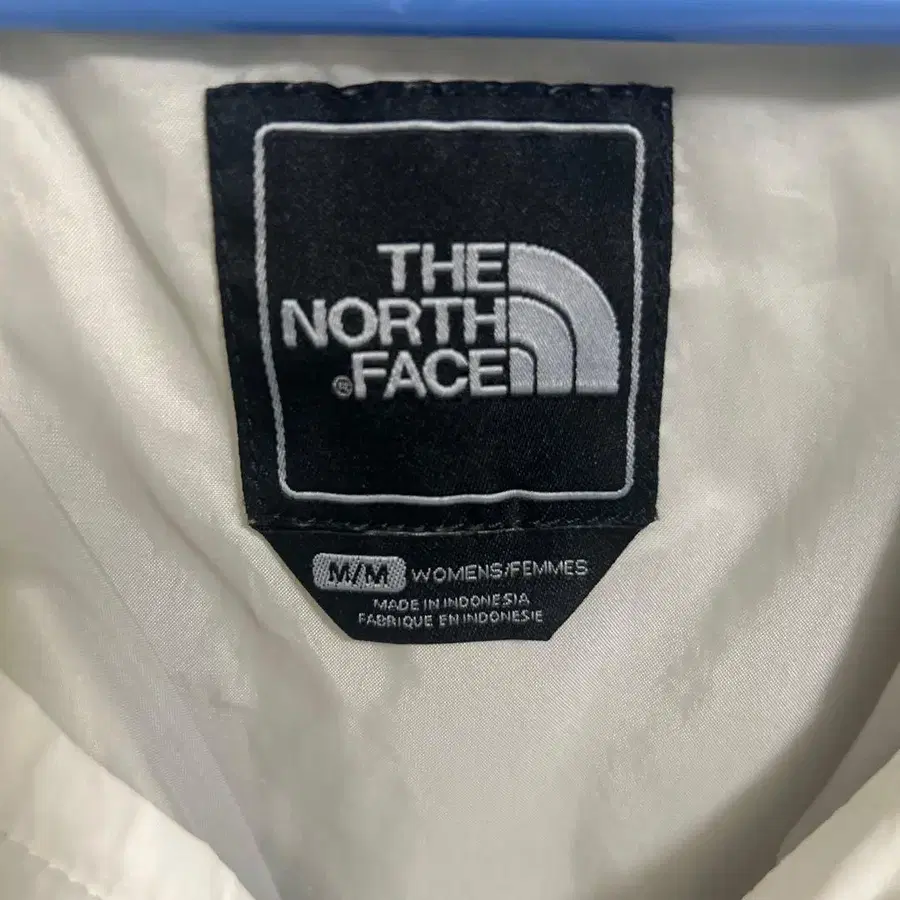 THE
NORTH
®FACE
M/M WOMENS/FEMMES
MADE IN INDONESIA
FABRIQUE EN INDONESIE